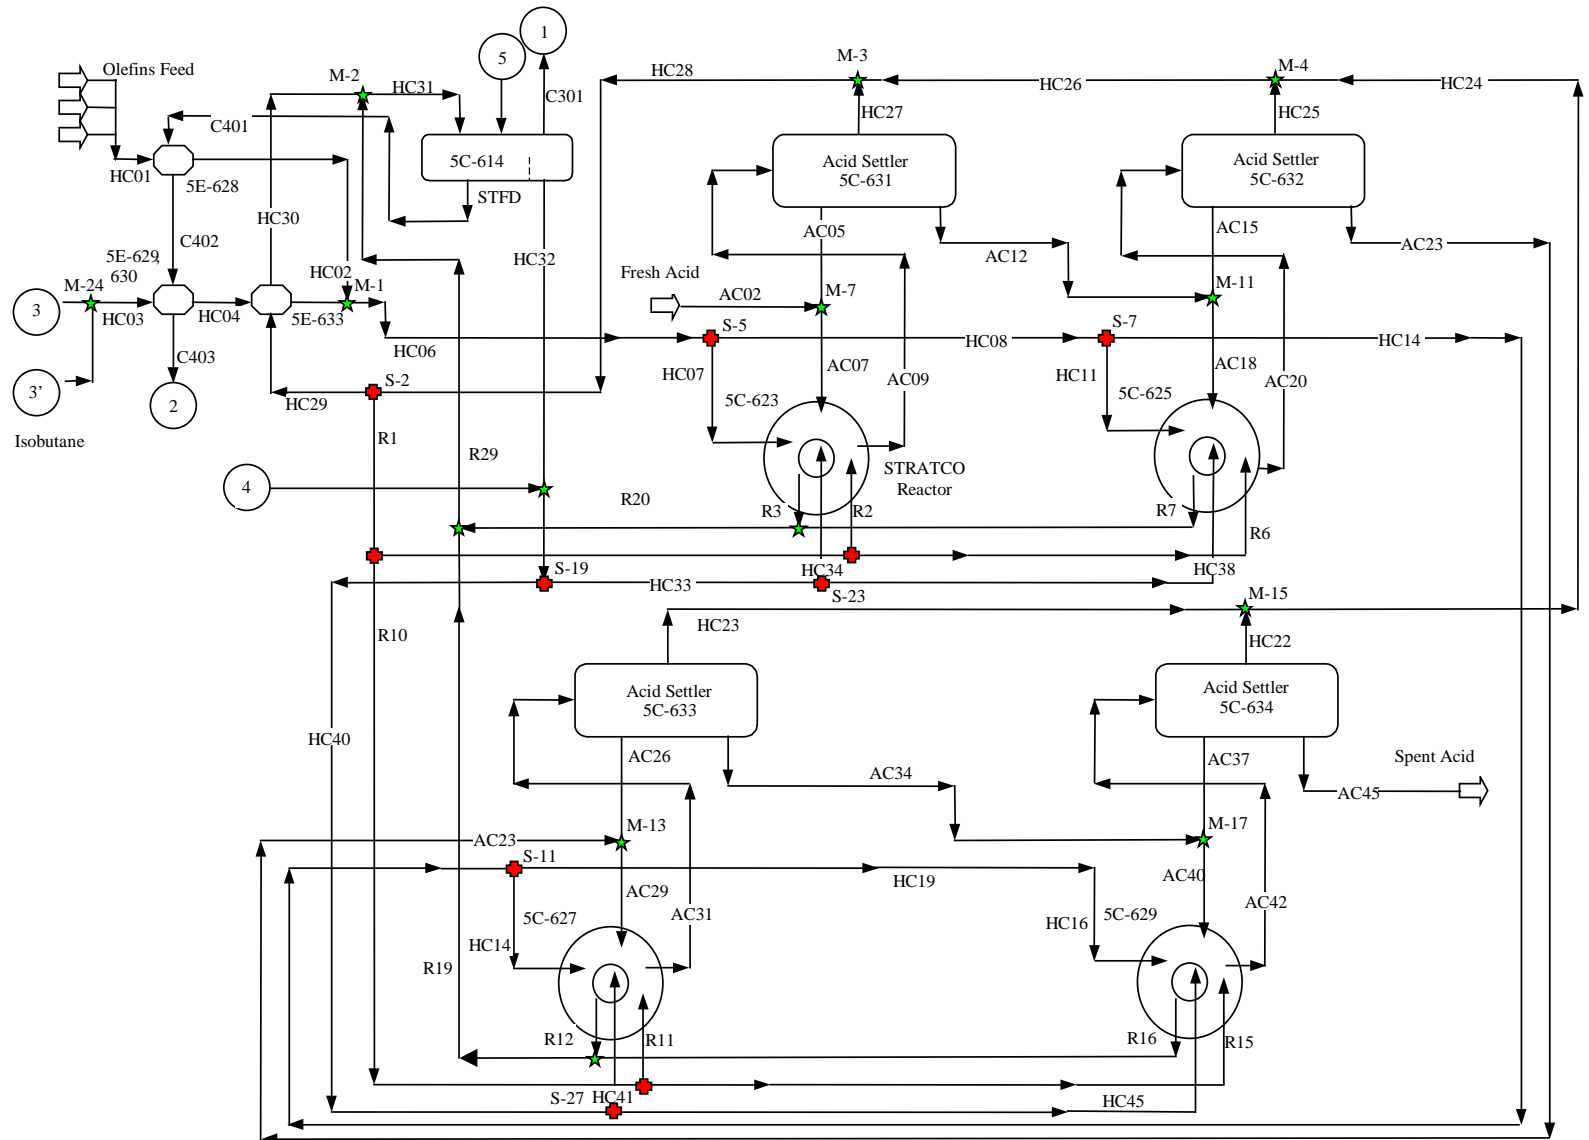 1
5
Olefins Feed
M-2
HC31
C301
HC28
M-3
HC26
M-4
HC24
HC27
HC25
C401
5C-614
STFD
HC01
5E-628
Acid Settler
5C-631
Acid Settler
5C-632
HC30
C402
HC32
AC05
AC12
AC15
AC23
5E-629,
630
HC02
M-24
M-1
3
HC03
HC04
5E-633
Fresh Acid
AC02
M-7
M-11
HC06
S-5
HC08
S-7
HC14
C403
HC07
AC07
AC09
HC11
AC18
AC20
3’
2
HC29
S-2
5C-623
5C-625
Isobutane
R1
R29
STRATCO
Reactor
4
R20
R3
R2
R7
R6
S-19
HC33
HC34
S-23
HC38
M-15
HC23
HC22
R10
Acid Settler
5C-633
Acid Settler
5C-634
HC40
AC26
AC34
AC37
Spent Acid
AC45
AC23
M-13
M-17
S-11
HC19
AC29
AC31
AC40
AC42
5C-627
5C-629
HC14
HC16
R19
R12
R11
R16
R15
S-27
HC41
HC45